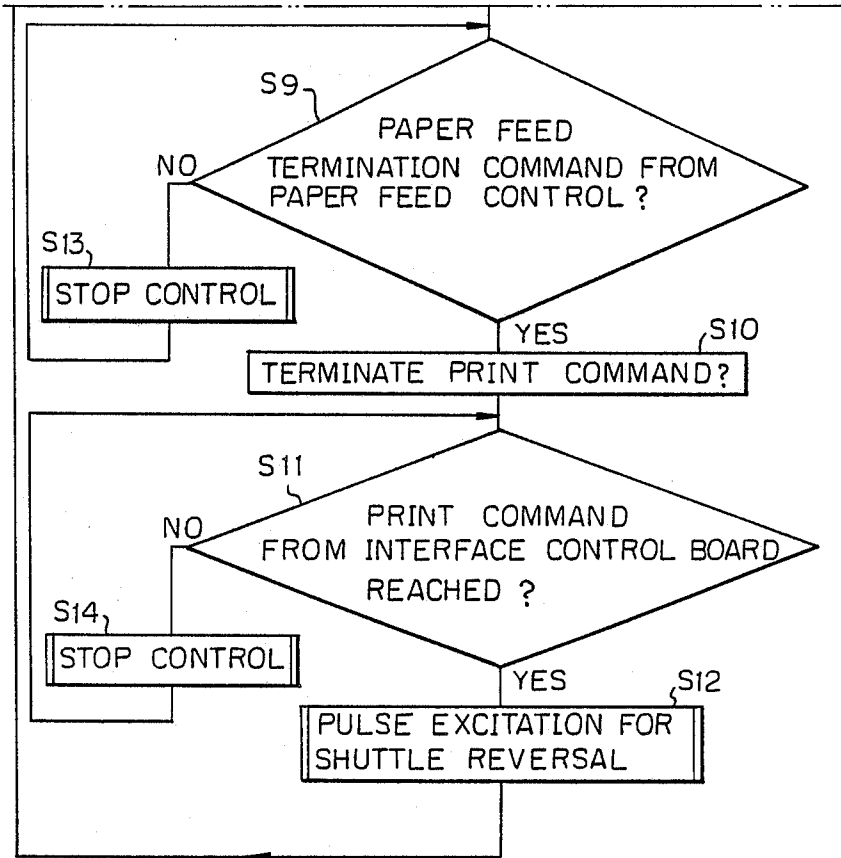 S9
PAPER FEED
TERMINATION COMMAND FROM
PAPER FEED CONTROL?
NO
S13
STOP CONTROL
YES
S10
TERMINATE PRINT COMMAND?
S11
PRINT COMMAND
FROM INTERFACE CONTROL BOARD
REACHED ?
NO
S14
STOP CONTROL
YES
S12
PULSE EXCITATION FOR
SHUTTLE REVERSAL